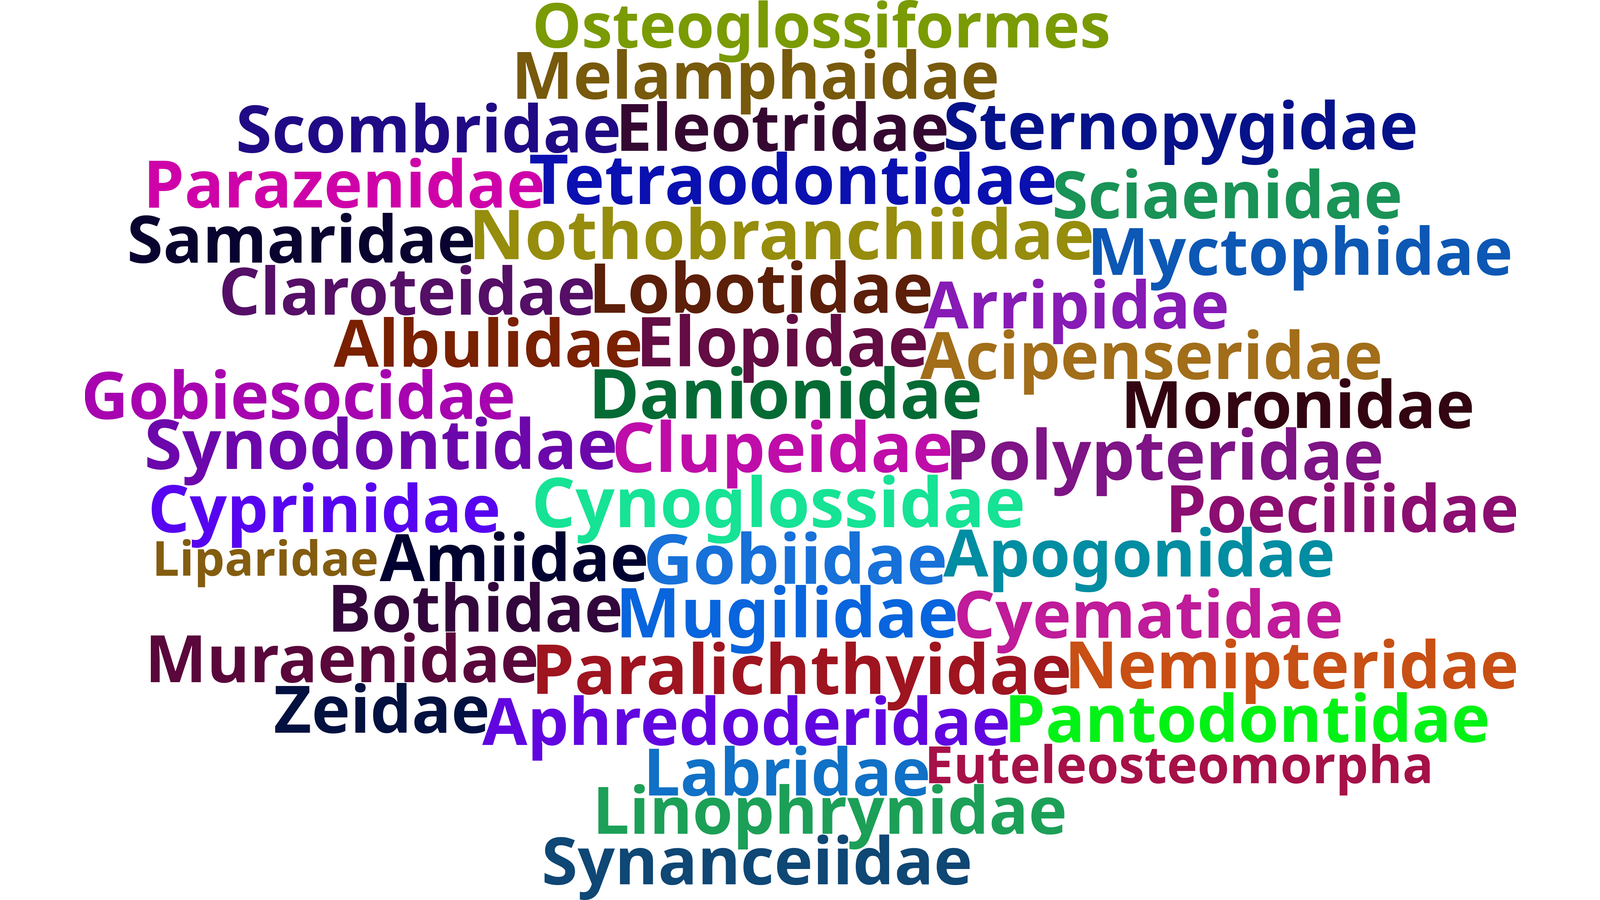 Osteoglossiformes
Melamphaidae
Scombridae Eleotridae Sternopygidae
Parazenidae Tetraodontidae Sciaenidae
Samaridae Nothobranchiidae Myctophidae
Claroteidae Lobotidae Arripidae
Albulidae Elopidae Acipenseridae
Gobiesocidae Danionidae Moronidae
Synodontidae Clupeidae Polypteridae
Cyprinidae Cynoglossidae Poeciliidae
Liparidae Amiidae Gobiidae Apogonidae
Bothidae Mugilidae Cyematidae
Muraenidae Paralichthyidae Nemipteridae
Zeidae Aphredoderidae Pantodontidae
Labridae Euteleosteomorpha
Linophrynidae
Synanceiidae